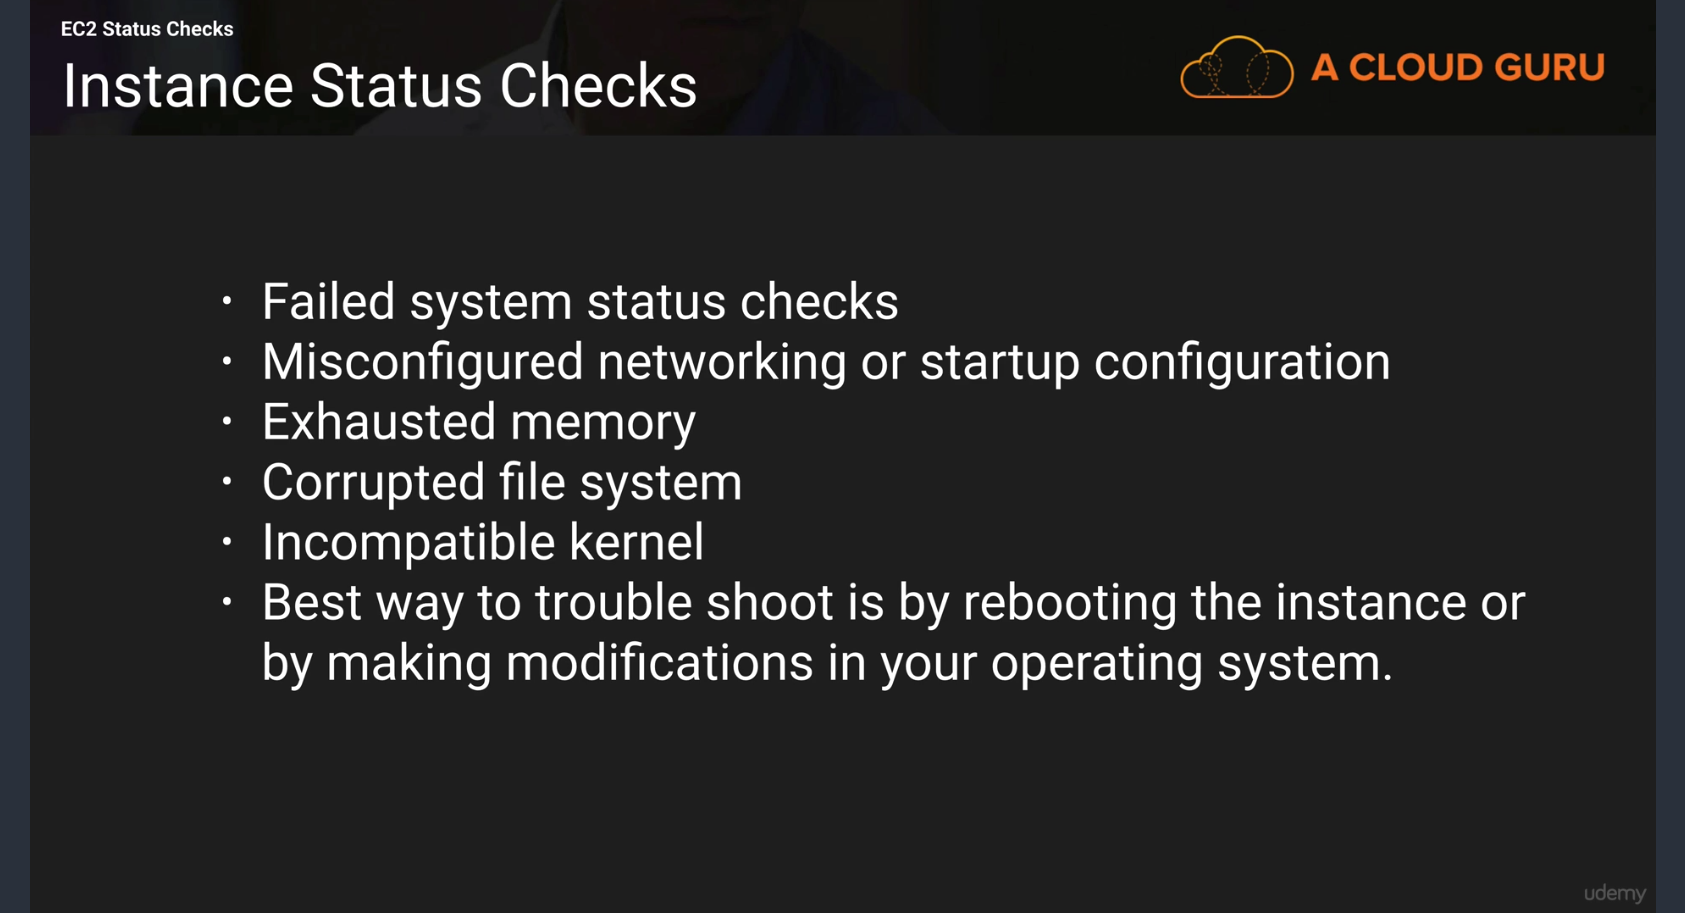 EC2 Status Checks
Instance Status Checks
A CLOUD GURU
• Failed system status checks
• Misconfigured networking or startup configuration
• Exhausted memory
• Corrupted file system
• Incompatible kernel
• Best way to trouble shoot is by rebooting the instance or
by making modifications in your operating system.
udemy